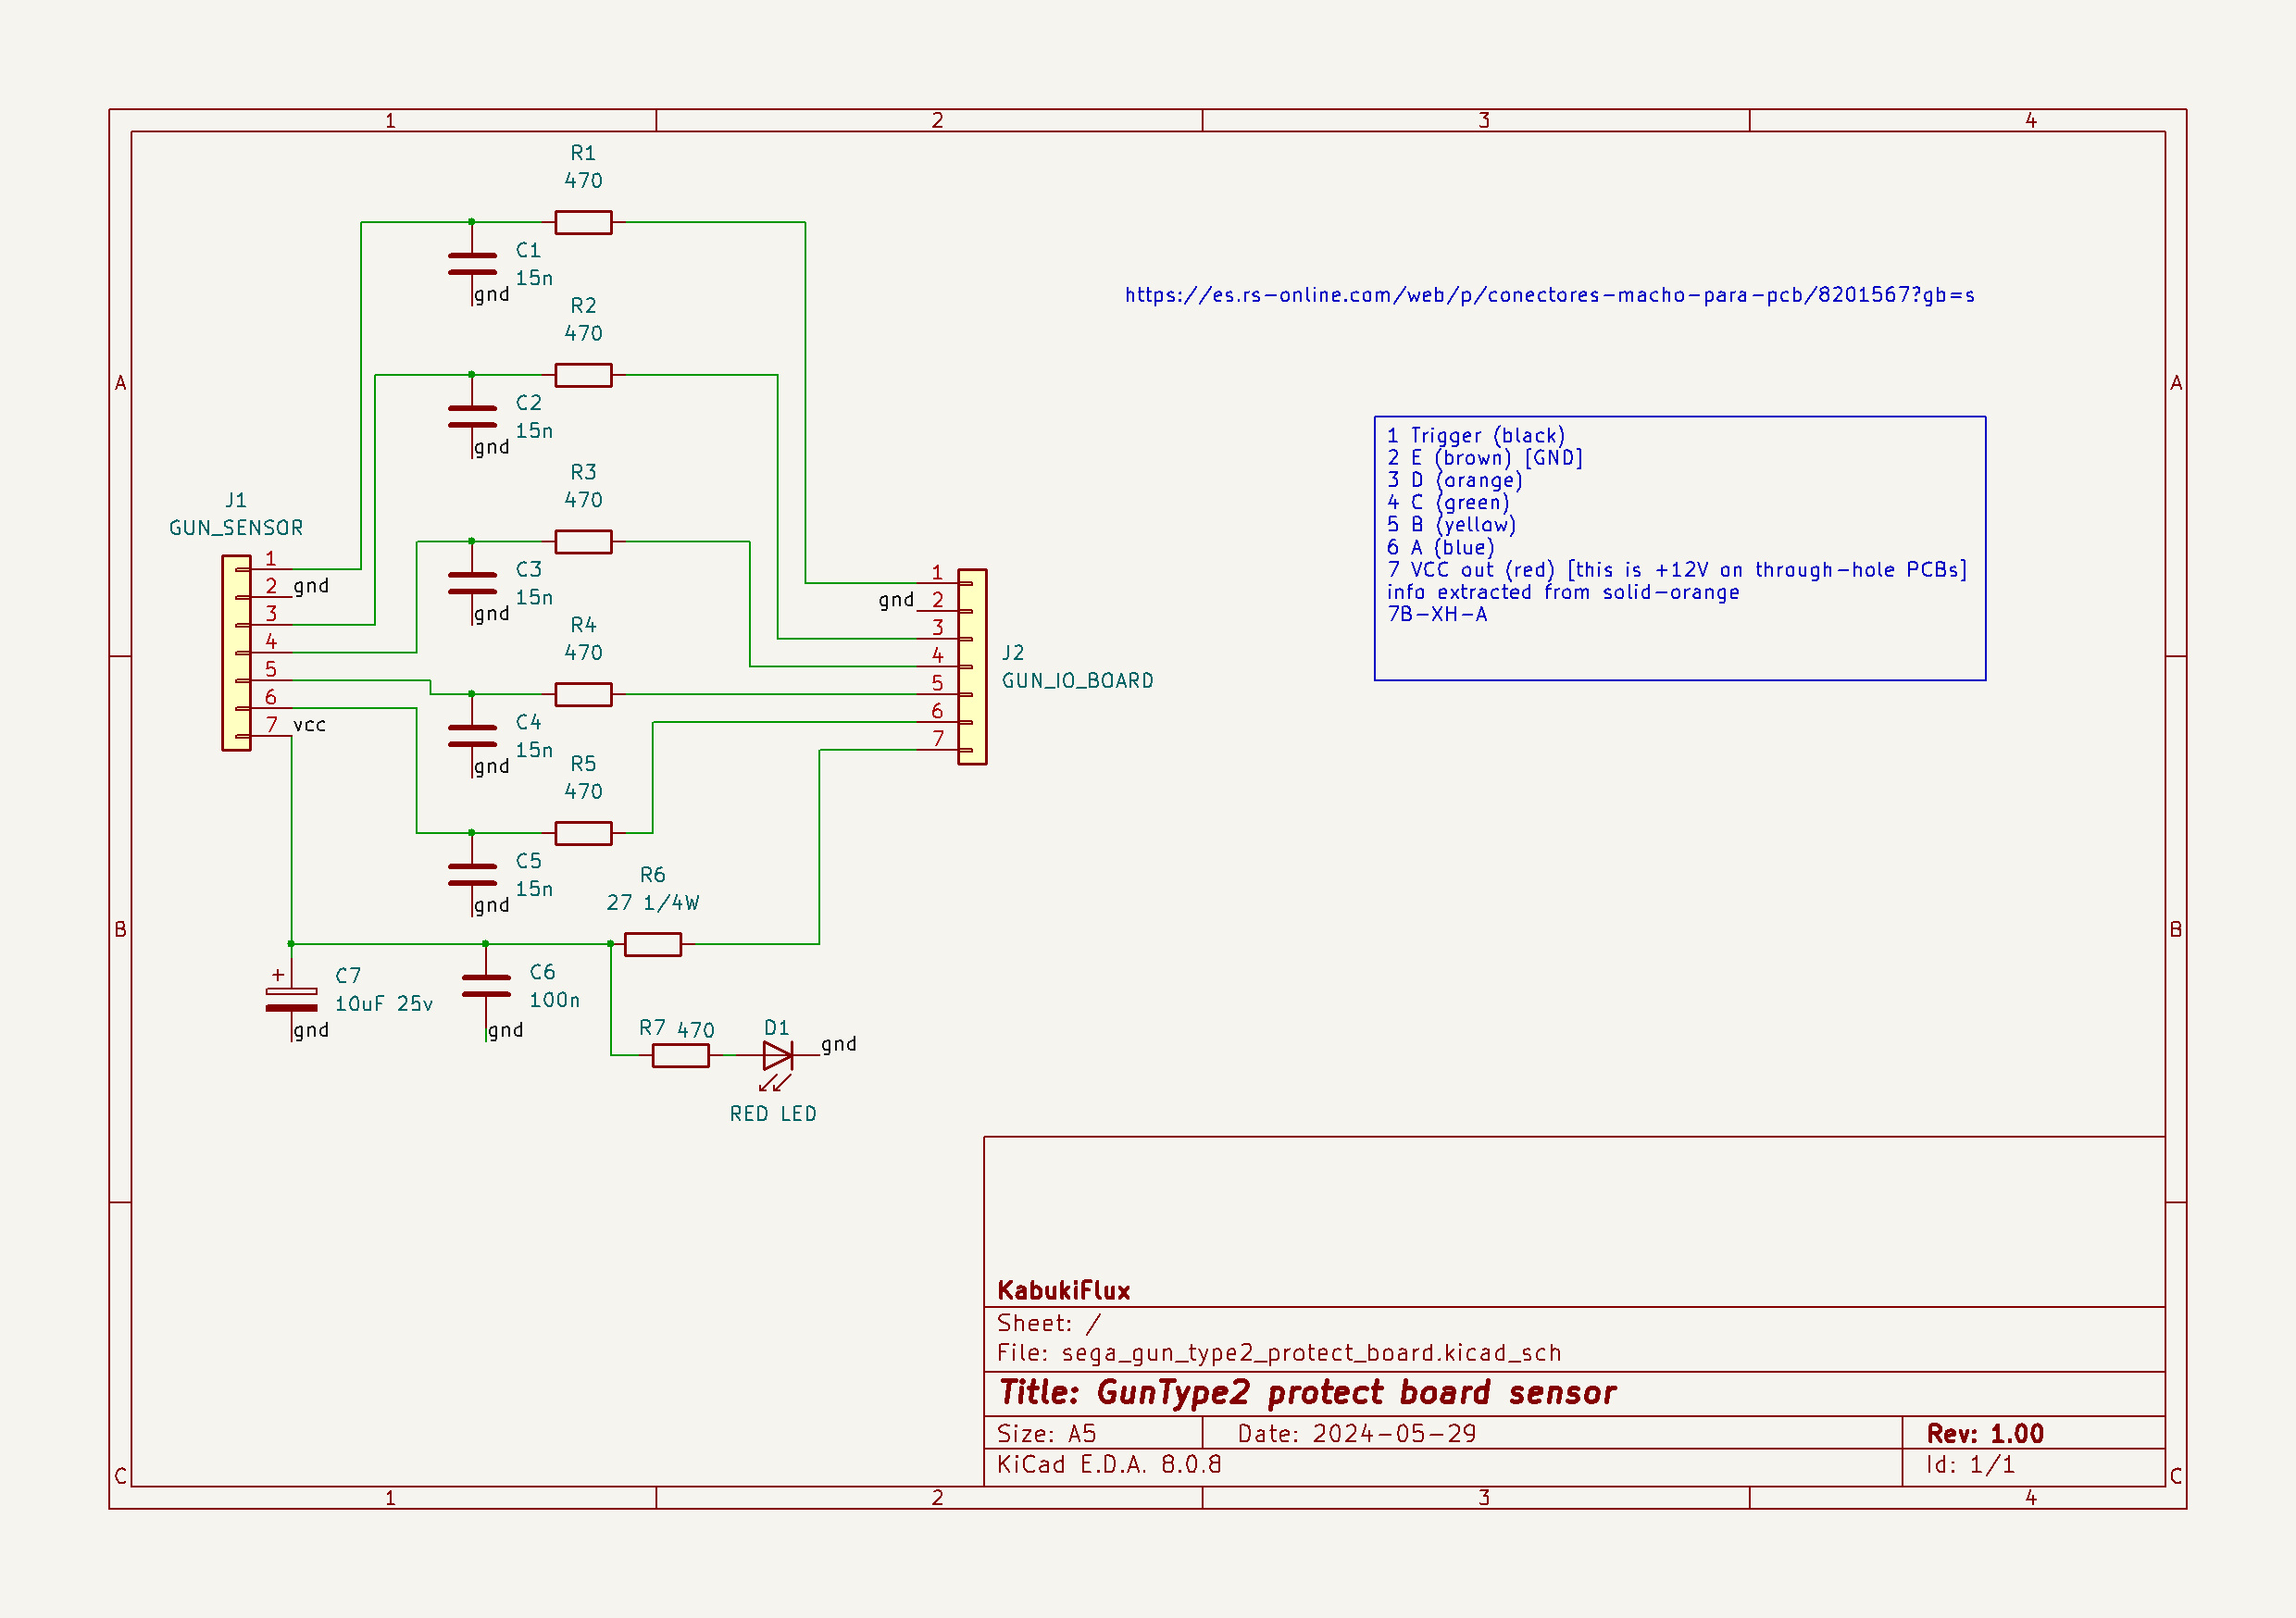 1 2 3 4
R1
470
C1
15n
gnd
R2
470
https://es.rs-online.com/web/p/conectores-macho-para-pcb/8201567?gb=s
A A
C2
15n
gnd
1 Trigger (black)
2 E (brown) [GND]
3 D (orange)
4 C (green)
5 B (yellow)
6 A (blue)
7 VCC out (red) [this is +12V on through-hole PCBs]
info extracted from solid-orange
7B-XH-A
R3
470
J1
GUN_SENSOR
1
2 gnd
3
4
5
6
7 vcc
C3
15n
gnd
R4
470
1
gnd 2
3
4
5
6
7
J2
GUN_IO_BOARD
C4
15n
gnd
R5
470
C5
15n
gnd
R6
27 1/4W
B B
+ C7
10uF 25v
gnd
C6
100n
gnd
R7 470
D1
gnd
RED LED
KabukiFlux
Sheet: /
File: sega_gun_type2_protect_board.kicad_sch
Title: GunType2 protect board sensor
Size: A5 Date: 2024-05-29 Rev: 1.00
KiCad E.D.A. 8.0.8 Id: 1/1
C C
1 2 3 4